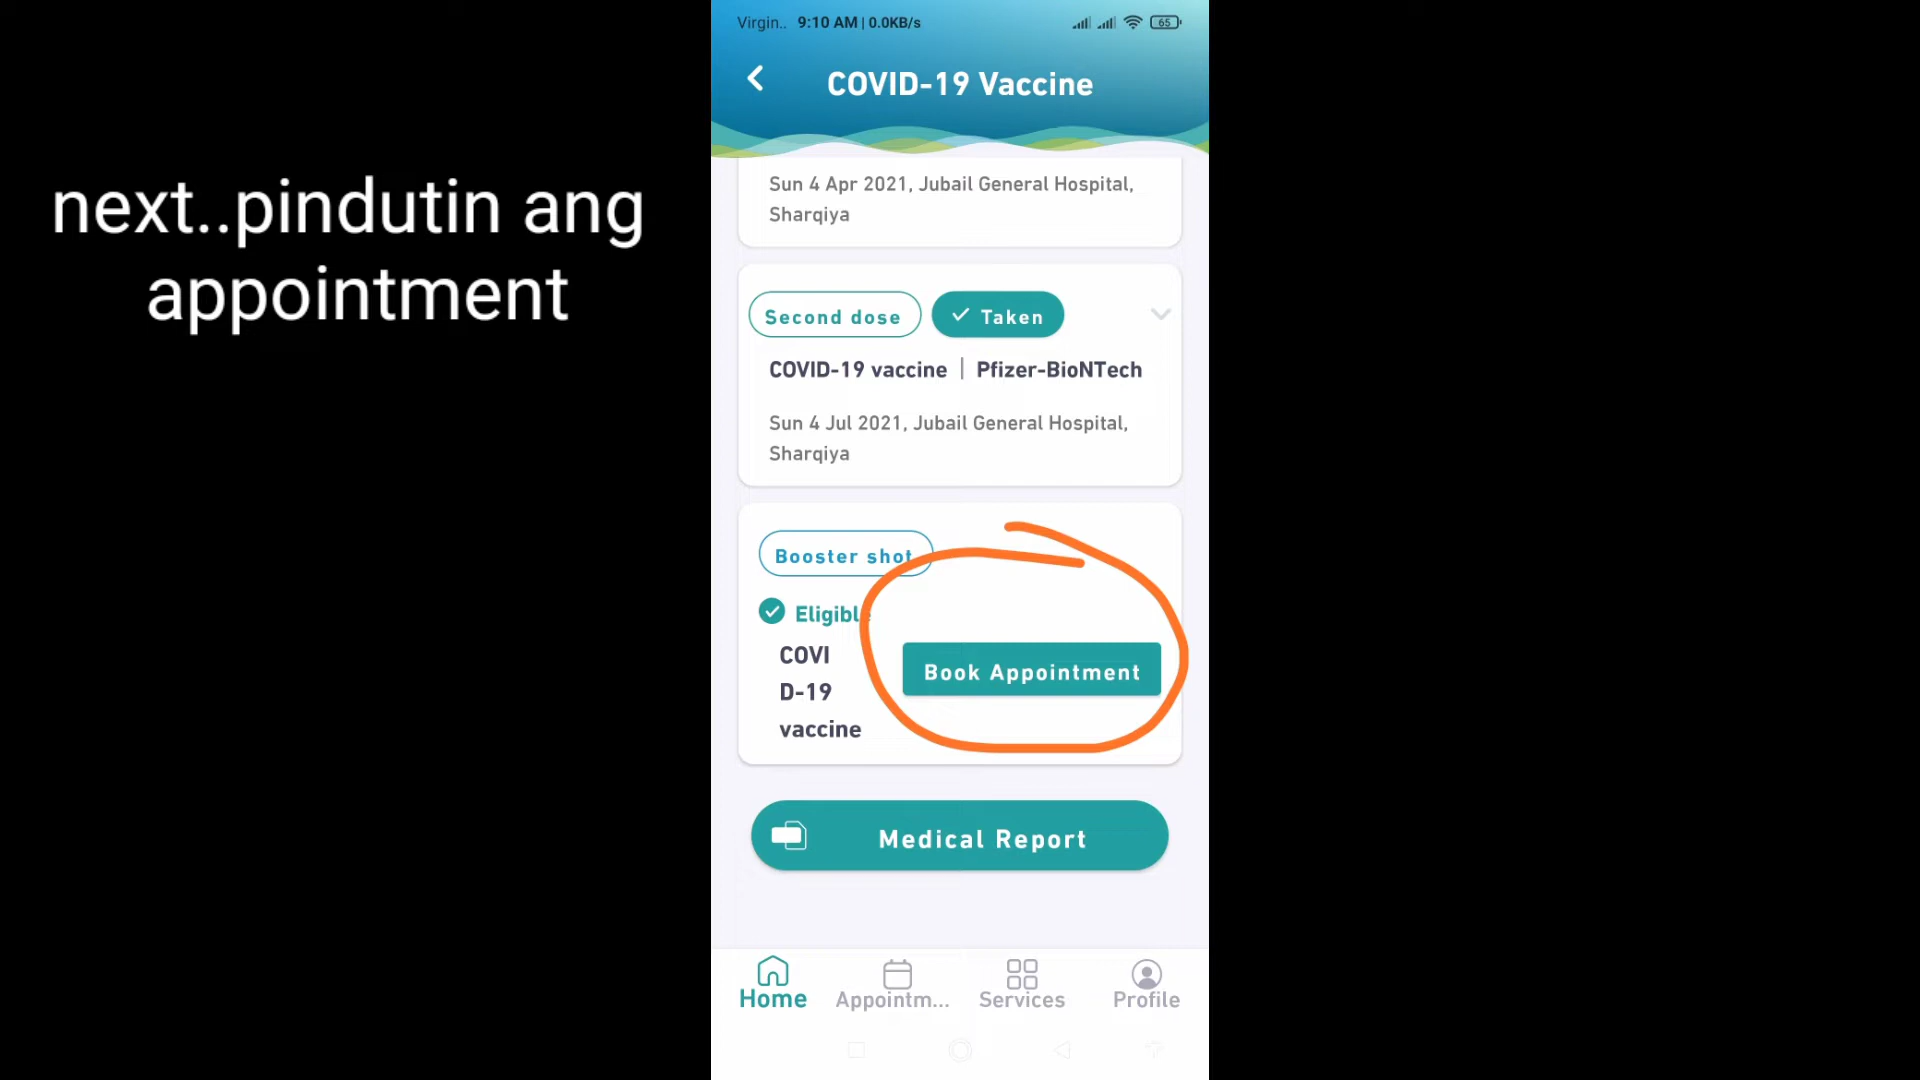 next..pindutin ang
appointment
Virgin.. 9:10 AM | 0.0KB/s
65
COVID-19 Vaccine
Sun 4 Apr 2021, Jubail General Hospital,
Sharqiya
Second dose
Taken
COVID-19 vaccine | Pfizer-BioNTech
Sun 4 Jul 2021, Jubail General Hospital,
Sharqiya
Booster shot
Eligible
COVI
D-19
vaccine
Book Appointment
Medical Report
Home
Appointm...
Services
Profile